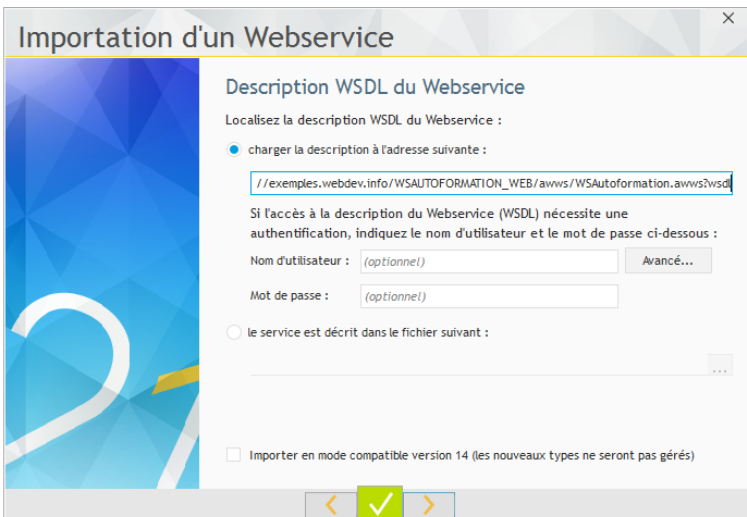 Importation d'un Webservice
Description WSDL du Webservice
Localisez la description WSDL du Webservice :
charger la description à l'adresse suivante :
//exemples.webdev.info/WSAUTOFORMATION_WEB/awws/WSAutoformation.awws?wsdl
Si l'accès à la description du Webservice (WSDL) nécessite une
authentification, indiquez le nom d'utilisateur et le mot de passe ci-dessous :
Nom d'utilisateur : (optionnel) Avancé...
Mot de passe : (optionnel)
le service est décrit dans le fichier suivant :
...
Importer en mode compatible version 14 (les nouveaux types ne seront pas gérés)